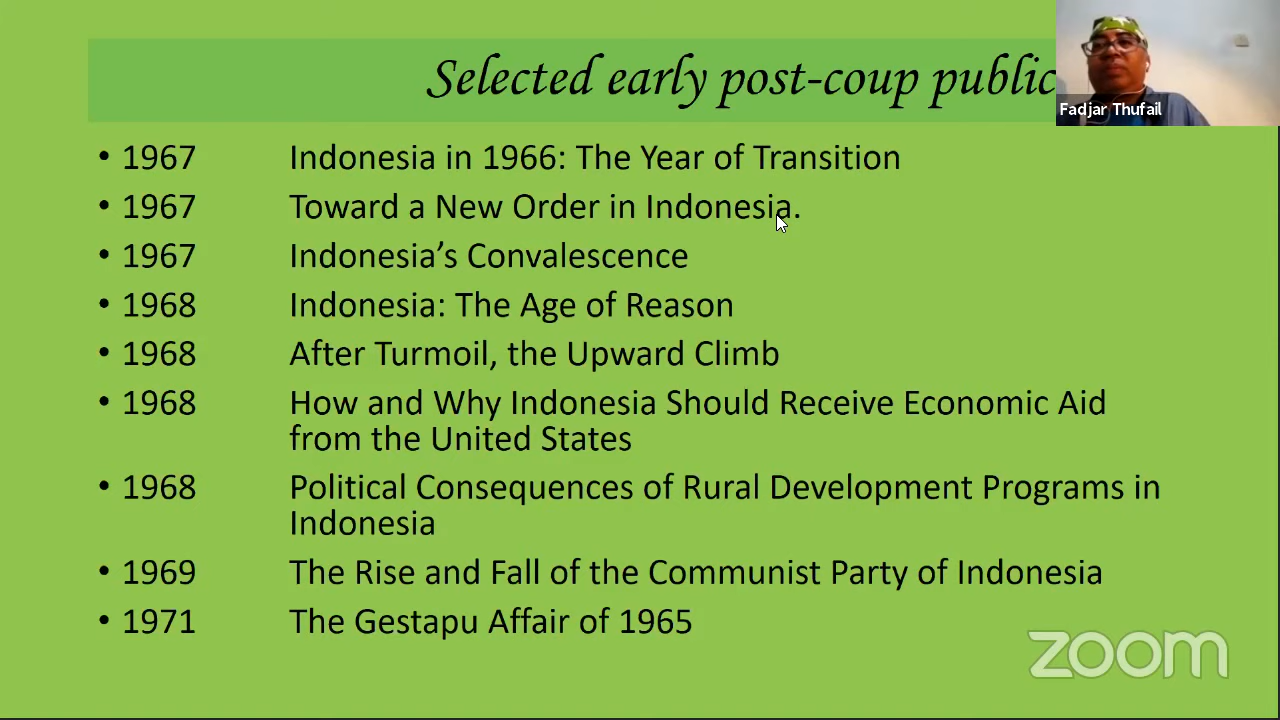 Selected early post-coup public
Fadjar Thufail
• 1967 Indonesia in 1966: The Year of Transition
• 1967 Toward a New Order in Indonesia.
• 1967 Indonesia’s Convalescence
• 1968 Indonesia: The Age of Reason
• 1968 After Turmoil, the Upward Climb
• 1968 How and Why Indonesia Should Receive Economic Aid
from the United States
• 1968 Political Consequences of Rural Development Programs in
Indonesia
• 1969 The Rise and Fall of the Communist Party of Indonesia
• 1971 The Gestapu Affair of 1965
zoom